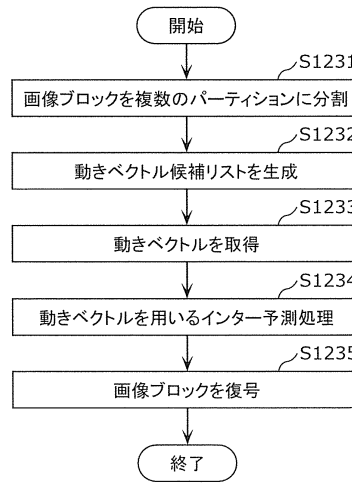 開始
S1231
画像ブロックを複数のパーティションに分割
S1232
動きベクトル候補リストを生成
S1233
動きベクトルを取得
S1234
動きベクトルを用いるインター予測処理
S1235
画像ブロックを復号
終了